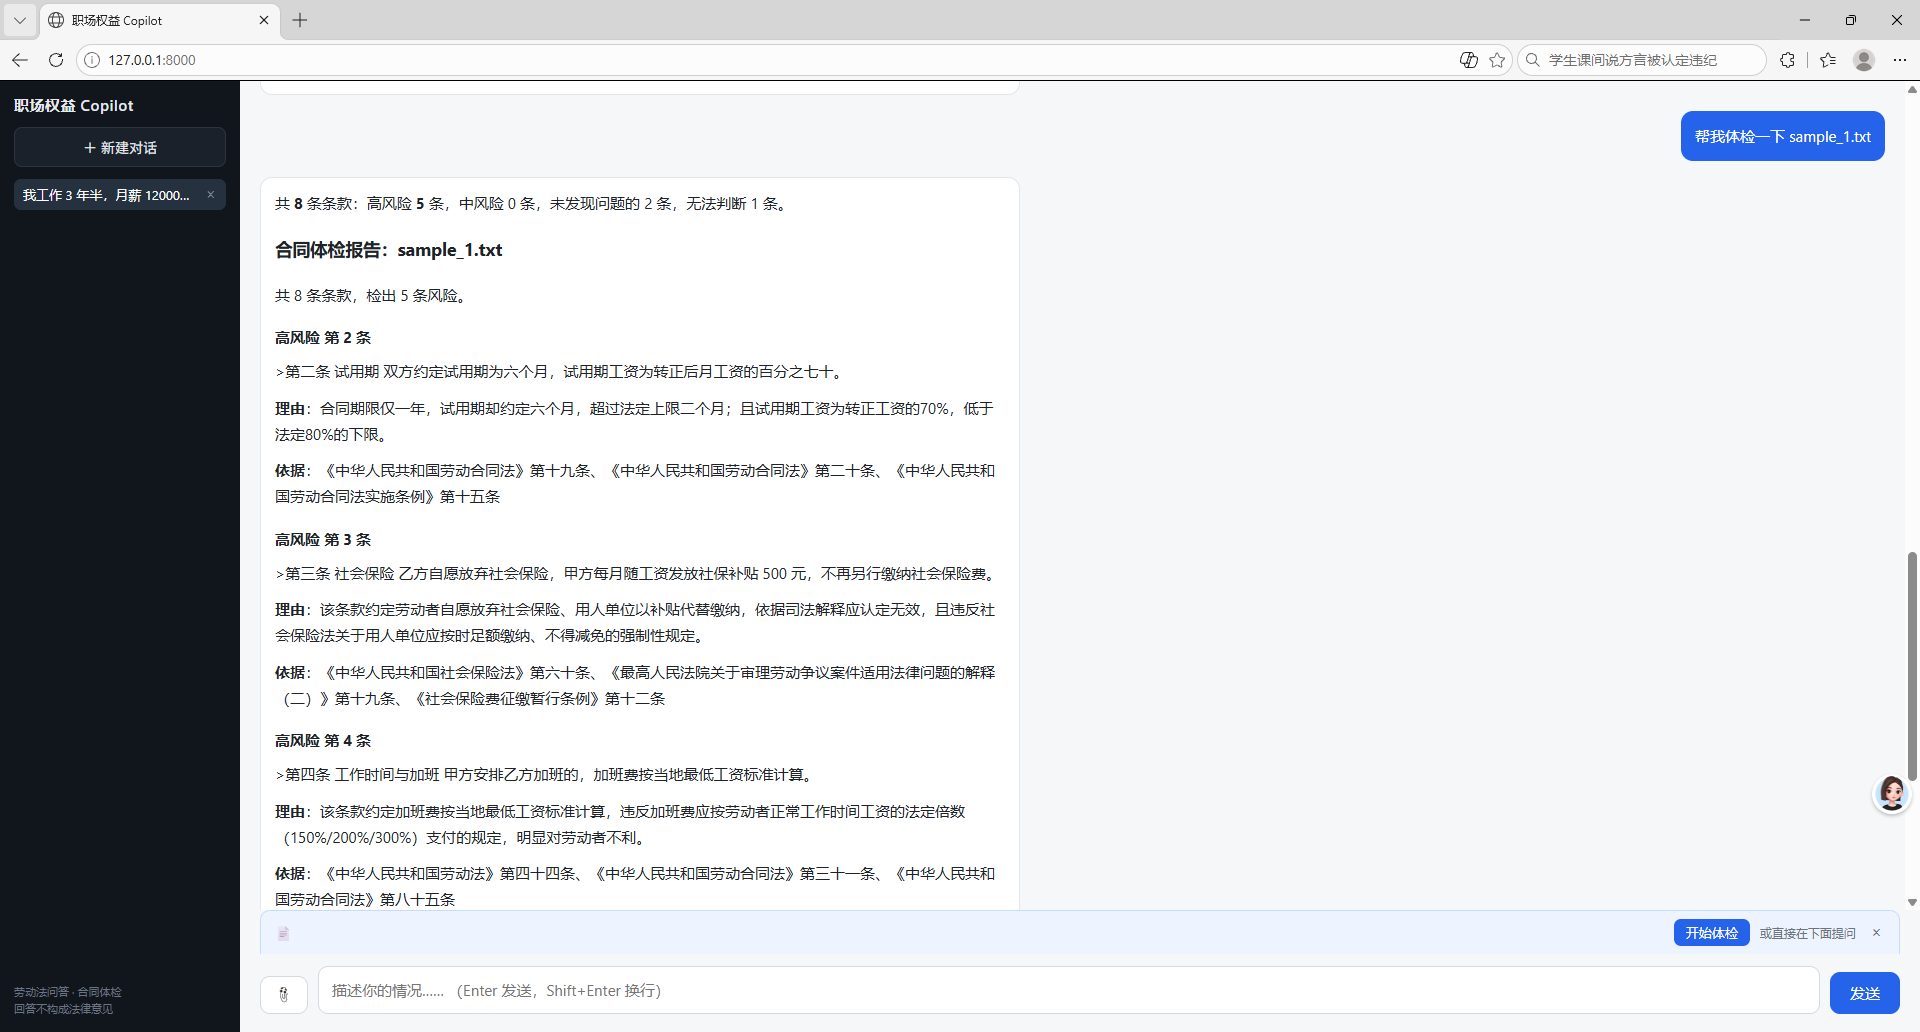 职场权益 Copilot
127.0.0.1:8000
学生课间说方言被认定违纪
职场权益 Copilot
+ 新建对话
我工作 3 年半，月薪 12000... ×
劳动法问答 · 合同体检
回答不构成法律意见
帮我体检一下 sample_1.txt
共 8 条条款：高风险 5 条，中风险 0 条，未发现问题的 2 条，无法判断 1 条。
合同体检报告：sample_1.txt
共 8 条条款，检出 5 条风险。
高风险 第 2 条
>第二条 试用期 双方约定试用期为六个月，试用期工资为转正后月工资的百分之七十。
理由：合同期限仅一年，试用期却约定六个月，超过法定上限二个月；且试用期工资为转正工资的70%，低于
法定80%的下限。
依据：《中华人民共和国劳动合同法》第十九条、《中华人民共和国劳动合同法》第二十条、《中华人民共和
国劳动合同法实施条例》第十五条
高风险 第 3 条
>第三条 社会保险 乙方自愿放弃社会保险，甲方每月随工资发放社保补贴 500 元，不再另行缴纳社会保险费。
理由：该条款约定劳动者自愿放弃社会保险、用人单位以补贴代替缴纳，依据司法解释应认定无效，且违反社
会保险法关于用人单位应按时足额缴纳、不得减免的强制性规定。
依据：《中华人民共和国社会保险法》第六十条、《最高人民法院关于审理劳动争议案件适用法律问题的解释
（二）》第十九条、《社会保险费征缴暂行条例》第十二条
高风险 第 4 条
>第四条 工作时间与加班 甲方安排乙方加班的，加班费按当地最低工资标准计算。
理由：该条款约定加班费按当地最低工资标准计算，违反加班费应按劳动者正常工作时间工资的法定倍数
（150%/200%/300%）支付的规定，明显对劳动者不利。
依据：《中华人民共和国劳动法》第四十四条、《中华人民共和国劳动合同法》第三十一条、《中华人民共和
国劳动合同法》第八十五条
开始体检 或直接在下面提问 ×
描述你的情况...... （Enter 发送，Shift+Enter 换行）
发送